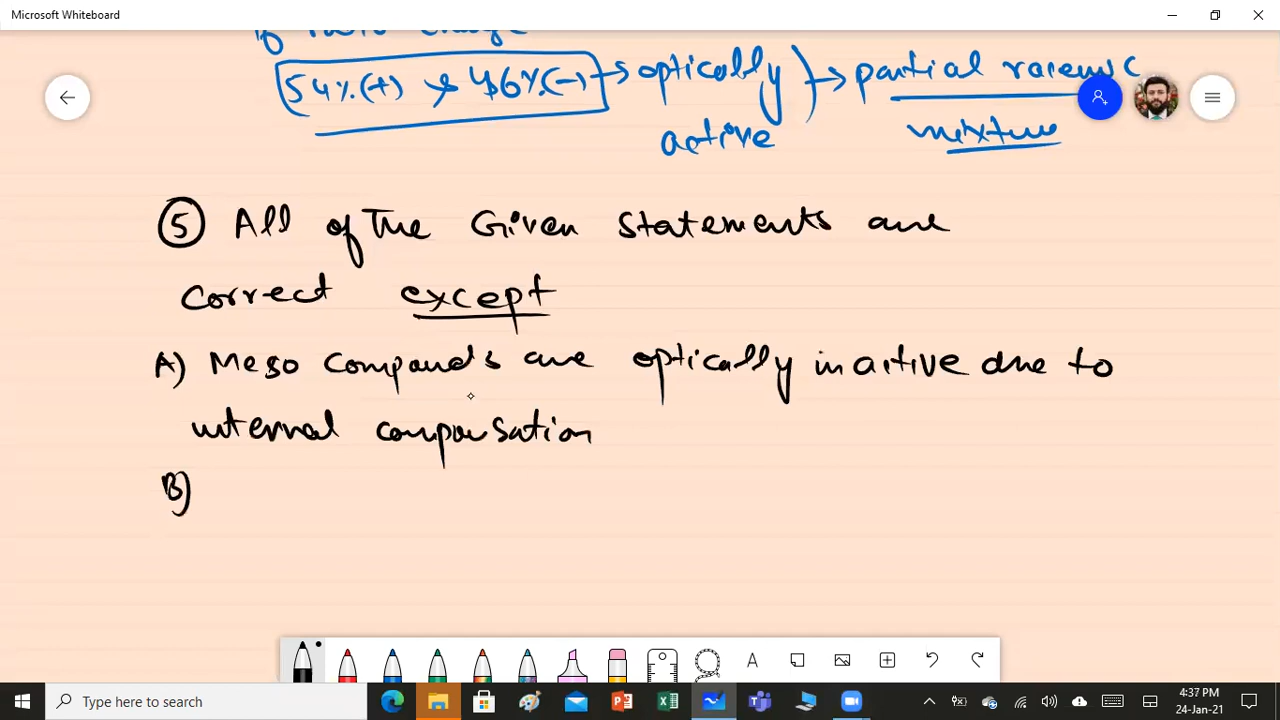 Microsoft Whiteboard
54%(+) 46%(-) → optically → partial
active mixture
5 All of The Given Statements are
correct except
A) Meso Compounds are optically inactive due to
internal compensation
B)
A
Type here to search
4:37 PM
24-Jan-21